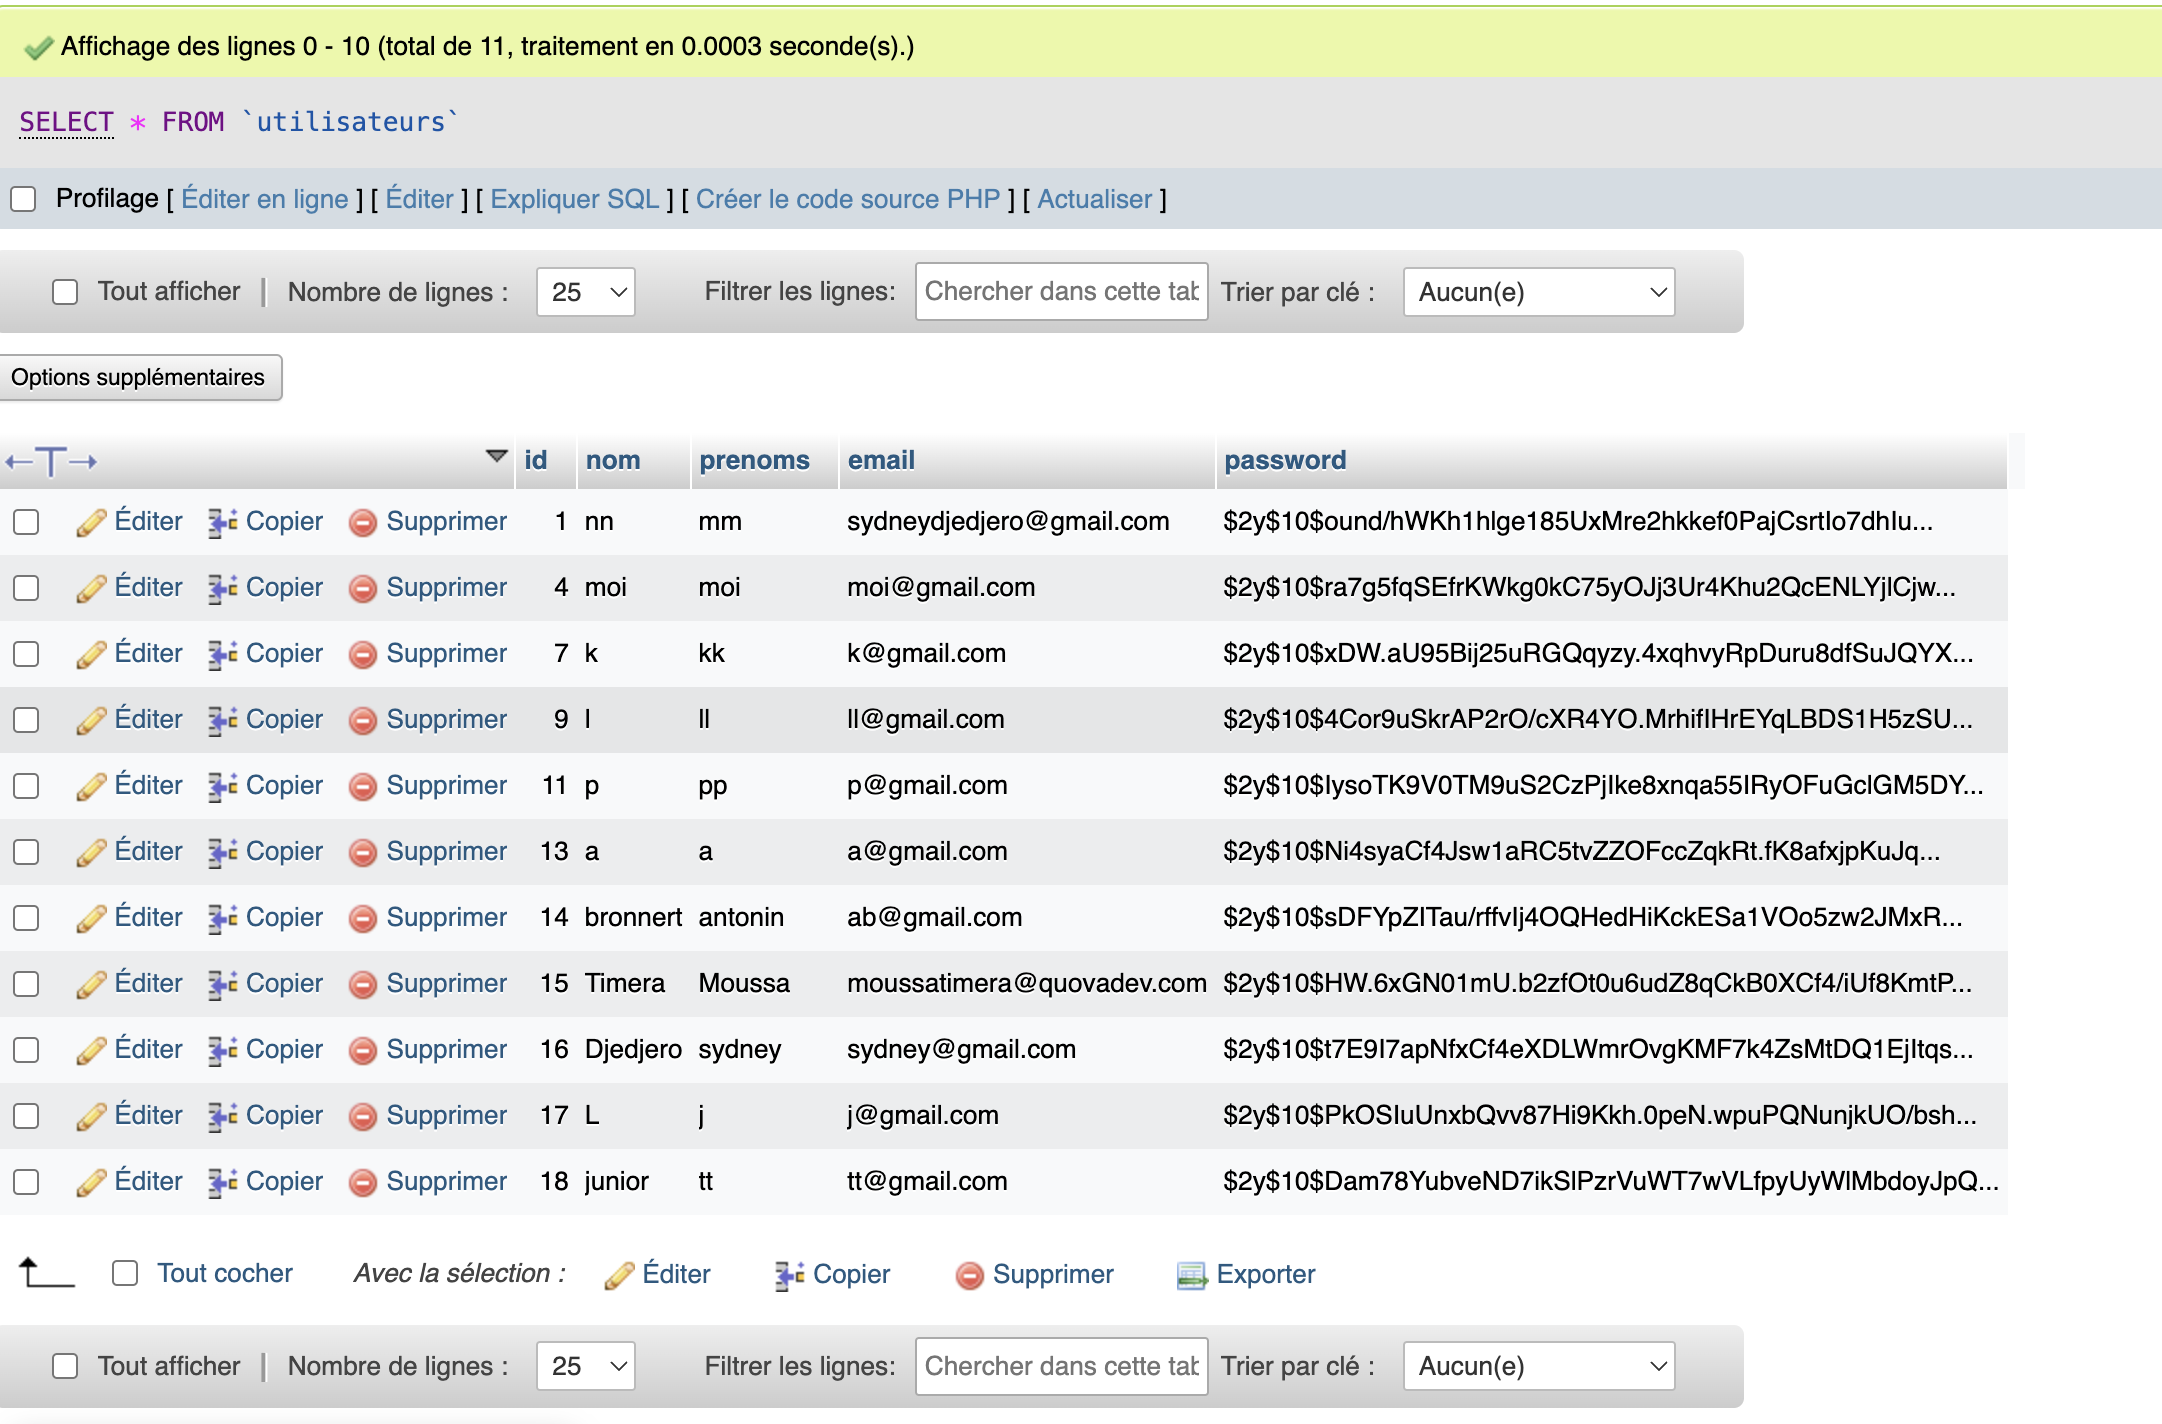 Affichage des lignes 0 - 10 (total de 11, traitement en 0.0003 seconde(s).)
SELECT * FROM `utilisateurs`
Profilage [ Éditer en ligne ] [ Éditer ] [ Expliquer SQL ] [ Créer le code source PHP ] [ Actualiser ]
Tout afficher | Nombre de lignes : 25 Filtrer les lignes: Chercher dans cette tab Trier par clé : Aucun(e)
Options supplémentaires
id nom prenoms email password
Éditer Copier Supprimer 1 nn mm sydneydjedjero@gmail.com $2y$10$ound/hWKh1hlge185UxMre2hkkef0PajCsrtIo7dhIu...
Éditer Copier Supprimer 4 moi moi moi@gmail.com $2y$10$ra7g5fqSEfrKWkg0kC75yOJj3Ur4Khu2QcENLYjlCjw...
Éditer Copier Supprimer 7 k kk k@gmail.com $2y$10$xDW.aU95Bij25uRGQqyzy.4xqhvyRpDuru8dfSuJQYX...
Éditer Copier Supprimer 9 l ll ll@gmail.com $2y$10$4Cor9uSkrAP2rO/cXR4YO.MrhifIHrEYqLBDS1H5zSU...
Éditer Copier Supprimer 11 p pp p@gmail.com $2y$10$IysoTK9V0TM9uS2CzPjIke8xnqa55IRyOFuGclGM5DY...
Éditer Copier Supprimer 13 a a a@gmail.com $2y$10$Ni4syaCf4Jsw1aRC5tvZZOFccZqkRt.fK8afxjpKuJq...
Éditer Copier Supprimer 14 bronnert antonin ab@gmail.com $2y$10$sDFYpZITau/rffvIj4OQHedHiKckESa1VOo5zw2JMxR...
Éditer Copier Supprimer 15 Timera Moussa moussatimera@quovadev.com $2y$10$HW.6xGN01mU.b2zfOt0u6udZ8qCkB0XCf4/iUf8KmtP...
Éditer Copier Supprimer 16 Djedjero sydney sydney@gmail.com $2y$10$t7E9I7apNfxCf4eXDLWmrOvgKMF7k4ZsMtDQ1EjItqs...
Éditer Copier Supprimer 17 L j j@gmail.com $2y$10$PkOSIuUnxbQvv87Hi9Kkh.0peN.wpuPQNunjkUO/bsh...
Éditer Copier Supprimer 18 junior tt tt@gmail.com $2y$10$Dam78YubveND7ikSlPzrVuWT7wVLfpyUyWlMbdoyJpQ...
Tout cocher Avec la sélection : Éditer Copier Supprimer Exporter
Tout afficher | Nombre de lignes : 25 Filtrer les lignes: Chercher dans cette tab Trier par clé : Aucun(e)